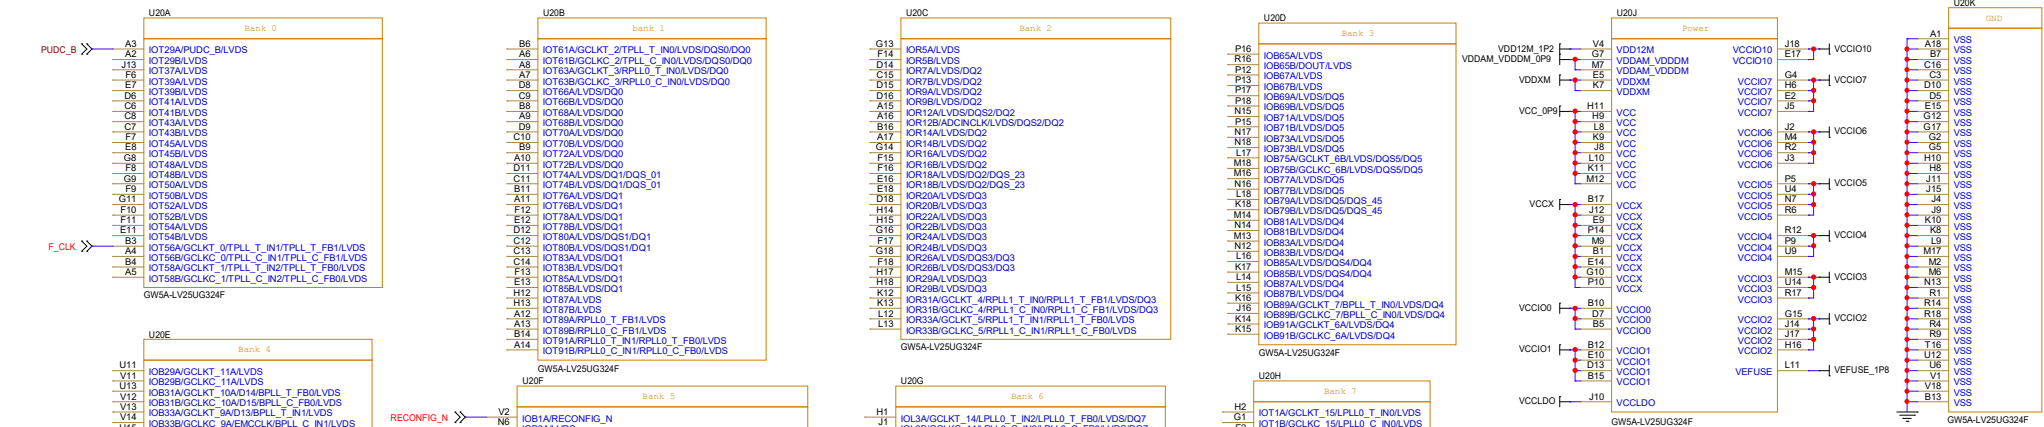 U20A
Bank 0
PUDC_B A3 IOT29A/PUDC_B/LVDS
A2 IOT29B/LVDS
J13 IOT37A/LVDS
F6 IOT39A/LVDS
E7 IOT39B/LVDS
D6 IOT41A/LVDS
C6 IOT41B/LVDS
C8 IOT43A/LVDS
C7 IOT43B/LVDS
F7 IOT45A/LVDS
E8 IOT45B/LVDS
G8 IOT48A/LVDS
F8 IOT48B/LVDS
G9 IOT50A/LVDS
F9 IOT50B/LVDS
G11 IOT52A/LVDS
F10 IOT52B/LVDS
F11 IOT54A/LVDS
E11 IOT54B/LVDS
F_CLK B3 IOT56A/GCLKT_0/TPLL_T_IN1/TPLL_T_FB1/LVDS
A4 IOT56B/GCLKC_0/TPLL_C_IN1/TPLL_C_FB1/LVDS
B4 IOT58A/GCLKT_1/TPLL_T_IN2/TPLL_T_FB0/LVDS
A5 IOT58B/GCLKC_1/TPLL_C_IN2/TPLL_C_FB0/LVDS
GW5A-LV25UG324F
U20B
bank 1
B6 IOT61A/GCLKT_2/TPLL_T_IN0/LVDS/DQS0/DQ0
A6 IOT61B/GCLKC_2/TPLL_C_IN0/LVDS/DQS0/DQ0
A8 IOT63A/GCLKT_3/RPLL0_T_IN0/LVDS/DQ0
A7 IOT63B/GCLKC_3/RPLL0_C_IN0/LVDS/DQ0
D8 IOT66A/LVDS/DQ0
C9 IOT66B/LVDS/DQ0
B8 IOT68A/LVDS/DQ0
A9 IOT68B/LVDS/DQ0
D9 IOT70A/LVDS/DQ0
C10 IOT70B/LVDS/DQ0
B9 IOT72A/LVDS/DQ0
A10 IOT72B/LVDS/DQ0
D11 IOT74A/LVDS/DQ1/DQS_01
C11 IOT74B/LVDS/DQ1/DQS_01
B11 IOT76A/LVDS/DQ1
A11 IOT76B/LVDS/DQ1
F12 IOT78A/LVDS/DQ1
E12 IOT78B/LVDS/DQ1
D12 IOT80A/LVDS/DQS1/DQ1
C12 IOT80B/LVDS/DQS1/DQ1
C13 IOT83A/LVDS/DQ1
C14 IOT83B/LVDS/DQ1
F13 IOT85A/LVDS/DQ1
E13 IOT85B/LVDS/DQ1
H12 IOT87A/LVDS
H13 IOT87B/LVDS
A12 IOT89A/RPLL0_T_FB1/LVDS
A13 IOT89B/RPLL0_C_FB1/LVDS
B14 IOT91A/RPLL0_T_IN1/RPLL0_T_FB0/LVDS
A14 IOT91B/RPLL0_C_IN1/RPLL0_C_FB0/LVDS
GW5A-LV25UG324F
U20C
Bank 2
G13 IOR5A/LVDS
F14 IOR5B/LVDS
D14 IOR7A/LVDS/DQ2
C15 IOR7B/LVDS/DQ2
D15 IOR9A/LVDS/DQ2
D16 IOR9B/LVDS/DQ2
A15 IOR12A/LVDS/DQS2/DQ2
A16 IOR12B/ADCINCLK/LVDS/DQS2/DQ2
B16 IOR14A/LVDS/DQ2
A17 IOR14B/LVDS/DQ2
G14 IOR16A/LVDS/DQ2
F15 IOR16B/LVDS/DQ2
F16 IOR18A/LVDS/DQ2/DQS_23
E16 IOR18B/LVDS/DQ2/DQS_23
E18 IOR20A/LVDS/DQ3
D18 IOR20B/LVDS/DQ3
H14 IOR22A/LVDS/DQ3
H15 IOR22B/LVDS/DQ3
G16 IOR24A/LVDS/DQ3
F17 IOR24B/LVDS/DQ3
G18 IOR26A/LVDS/DQS3/DQ3
F18 IOR26B/LVDS/DQS3/DQ3
H17 IOR29A/LVDS/DQ3
H18 IOR29B/LVDS/DQ3
K12 IOR31A/GCLKT_4/RPLL1_T_IN0/RPLL1_T_FB1/LVDS/DQ3
K13 IOR31B/GCLKC_4/RPLL1_C_IN0/RPLL1_C_FB1/LVDS/DQ3
L12 IOR33A/GCLKT_5/RPLL1_T_IN1/RPLL1_T_FB0/LVDS
L13 IOR33B/GCLKC_5/RPLL1_C_IN1/RPLL1_C_FB0/LVDS
GW5A-LV25UG324F
U20D
Bank 3
P16 IOB65A/LVDS
R16 IOB65B/DOUT/LVDS
P12 IOB67A/LVDS
P13 IOB67B/LVDS
P17 IOB69A/LVDS/DQ5
P18 IOB69B/LVDS/DQ5
N15 IOB71A/LVDS/DQ5
P15 IOB71B/LVDS/DQ5
N17 IOB73A/LVDS/DQ5
N18 IOB73B/LVDS/DQ5
L17 IOB75A/GCLKT_6B/LVDS/DQS5/DQ5
M18 IOB75B/GCLKC_6B/LVDS/DQS5/DQ5
M16 IOB77A/LVDS/DQ5
N16 IOB77B/LVDS/DQ5
L18 IOB79A/LVDS/DQ5/DQS_45
K18 IOB79B/LVDS/DQ5/DQS_45
M14 IOB81A/LVDS/DQ4
N14 IOB81B/LVDS/DQ4
M13 IOB83A/LVDS/DQ4
N12 IOB83B/LVDS/DQ4
L16 IOB85A/LVDS/DQS4/DQ4
K17 IOB85B/LVDS/DQS4/DQ4
L14 IOB87A/LVDS/DQ4
L15 IOB87B/LVDS/DQ4
K16 IOB89A/GCLKT_7/BPLL_T_IN0/LVDS/DQ4
J16 IOB89B/GCLKC_7/BPLL_C_IN0/LVDS/DQ4
K14 IOB91A/GCLKT_6A/LVDS/DQ4
K15 IOB91B/GCLKC_6A/LVDS/DQ4
GW5A-LV25UG324F
U20J
Power
VDD12M_1P2 V4 VDD12M
VDDAM_VDDDM_0P9 G7 VDDAM_VDDDM
M7 VDDAM_VDDDM
VDDXM E5 VDDXM
K7 VDDXM
VCC_0P9 H11 VCC
H9 VCC
L8 VCC
K9 VCC
J8 VCC
L10 VCC
K11 VCC
M12 VCC
VCCX B17 VCCX
J12 VCCX
E9 VCCX
P14 VCCX
M9 VCCX
B1 VCCX
E14 VCCX
G10 VCCX
P10 VCCX
VCCIO0 B10 VCCIO0
D7 VCCIO0
B5 VCCIO0
VCCIO1 B12 VCCIO1
E10 VCCIO1
D13 VCCIO1
B15 VCCIO1
VCCLDO J10 VCCLDO
VCCIO10 J18 VCCIO10
VCCIO10 E17
VCCIO7 G4 VCCIO7
VCCIO7 H6
VCCIO7 E2
VCCIO7 J5
VCCIO6 J2 VCCIO6
VCCIO6 M4
VCCIO6 R2
VCCIO6 J3
VCCIO5 P5 VCCIO5
VCCIO5 U4
VCCIO5 N7
VCCIO5 R6
VCCIO4 R12 VCCIO4
VCCIO4 P9
VCCIO4 U9
VCCIO3 M15 VCCIO3
VCCIO3 U14
VCCIO3 R17
VCCIO2 G15 VCCIO2
VCCIO2 J14
VCCIO2 J17
VCCIO2 H16
VEFUSE L11 VEFUSE_1P8
GW5A-LV25UG324F
U20K
GND
A1 VSS
A18 VSS
B7 VSS
C16 VSS
C3 VSS
D10 VSS
D5 VSS
E15 VSS
G12 VSS
G17 VSS
G2 VSS
G5 VSS
H10 VSS
H8 VSS
J11 VSS
J15 VSS
J4 VSS
J9 VSS
K10 VSS
K8 VSS
L9 VSS
M17 VSS
M2 VSS
M6 VSS
N13 VSS
R1 VSS
R14 VSS
R18 VSS
R4 VSS
R9 VSS
T16 VSS
U12 VSS
U6 VSS
V1 VSS
V18 VSS
B13 VSS
GW5A-LV25UG324F
U20E
Bank 4
U11 IOB29A/GCLKT_11A/LVDS
V11 IOB29B/GCLKC_11A/LVDS
U13 IOB31A/GCLKT_10A/D14/BPLL_T_FB0/LVDS
V12 IOB31B/GCLKC_10A/D15/BPLL_C_FB0/LVDS
V13 IOB33A/GCLKT_9A/D13/BPLL_T_IN1/LVDS
V14 IOB33B/GCLKC_9A/EMCCLK/BPLL_C_IN1/LVDS
U20F
Bank 5
RECONFIG_N V2 IOB1A/RECONFIG_N
N6
U20G
Bank 6
H1 IOL3A/GCLKT_14/LPLL0_T_IN2/LPLL0_T_FB0/LVDS/DQ7
J1
U20H
Bank 7
H2 IOT1A/GCLKT_15/LPLL0_T_IN0/LVDS
G1 IOT1B/GCLKC_15/LPLL0_C_IN0/LVDS